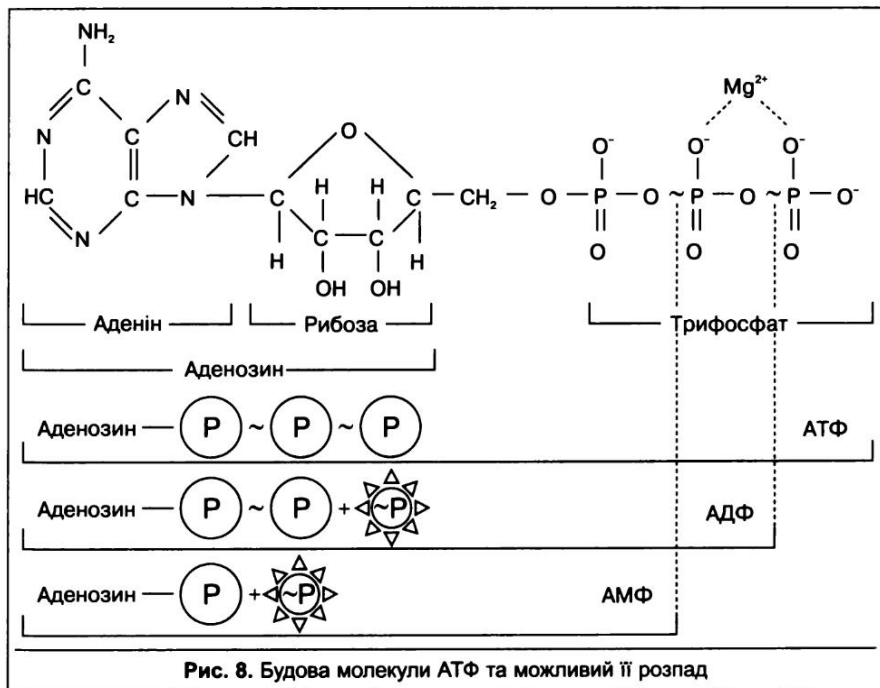 NH₂
C N Mg²⁺
N C CH O O⁻ O⁻ O⁻
HC C N C H H C CH₂ O P O ~ P O ~ P O⁻
N C C O O O
H H
OH OH
Аденін Рибоза Трифосфат
Аденозин
Аденозин — P ~ P ~ P АТФ
Аденозин — P ~ P + ~P АДФ
Аденозин — P + ~P АМФ
Рис. 8. Будова молекули АТФ та можливий її розпад